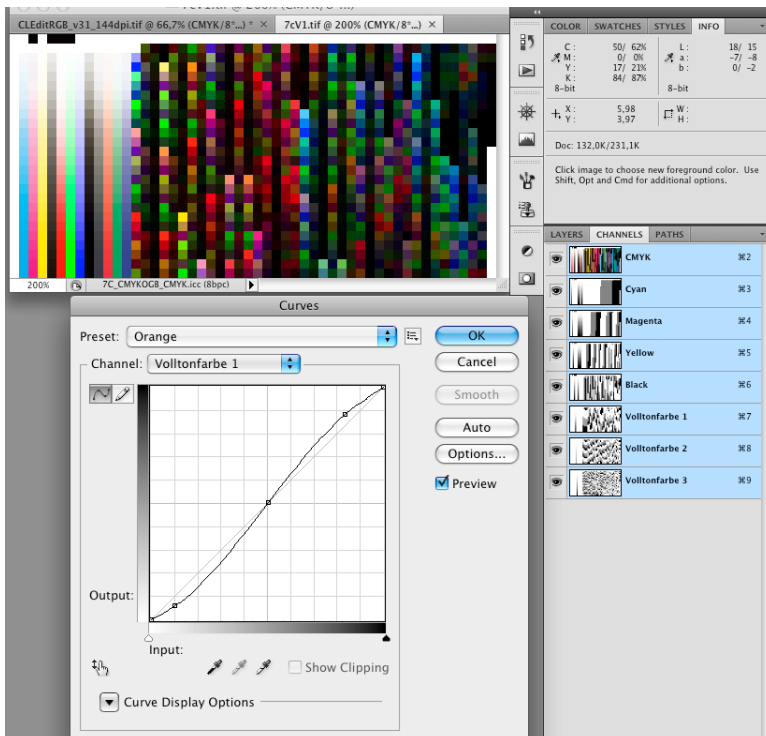 7cV1.tif @ 200% (CMYK/8*...)
CLEditRGB_v31_144dpi.tif @ 66,7% (CMYK/8*...) * × 7cV1.tif @ 200% (CMYK/8*...) ×
200% 7C_CMYKOGB_CMYK.icc (8bpc)
COLOR SWATCHES STYLES INFO
C: 50/ 62% L: 18/ 15
M: 0/ 0% a: -7/ -8
Y: 17/ 21% b: 0/ -2
K: 84/ 87%
8-bit 8-bit
X: 5,98 W:
Y: 3,97 H:
Doc: 132,0K/231,1K
Click image to choose new foreground color. Use
Shift, Opt and Cmd for additional options.
LAYERS CHANNELS PATHS
CMYK ⌘2
Cyan ⌘3
Magenta ⌘4
Yellow ⌘5
Black ⌘6
Volltonfarbe 1 ⌘7
Volltonfarbe 2 ⌘8
Volltonfarbe 3 ⌘9
Curves
Preset: Orange
OK
Channel: Volltonfarbe 1
Cancel
Smooth
Auto
Options...
Preview
Output:
Input:
Show Clipping
Curve Display Options